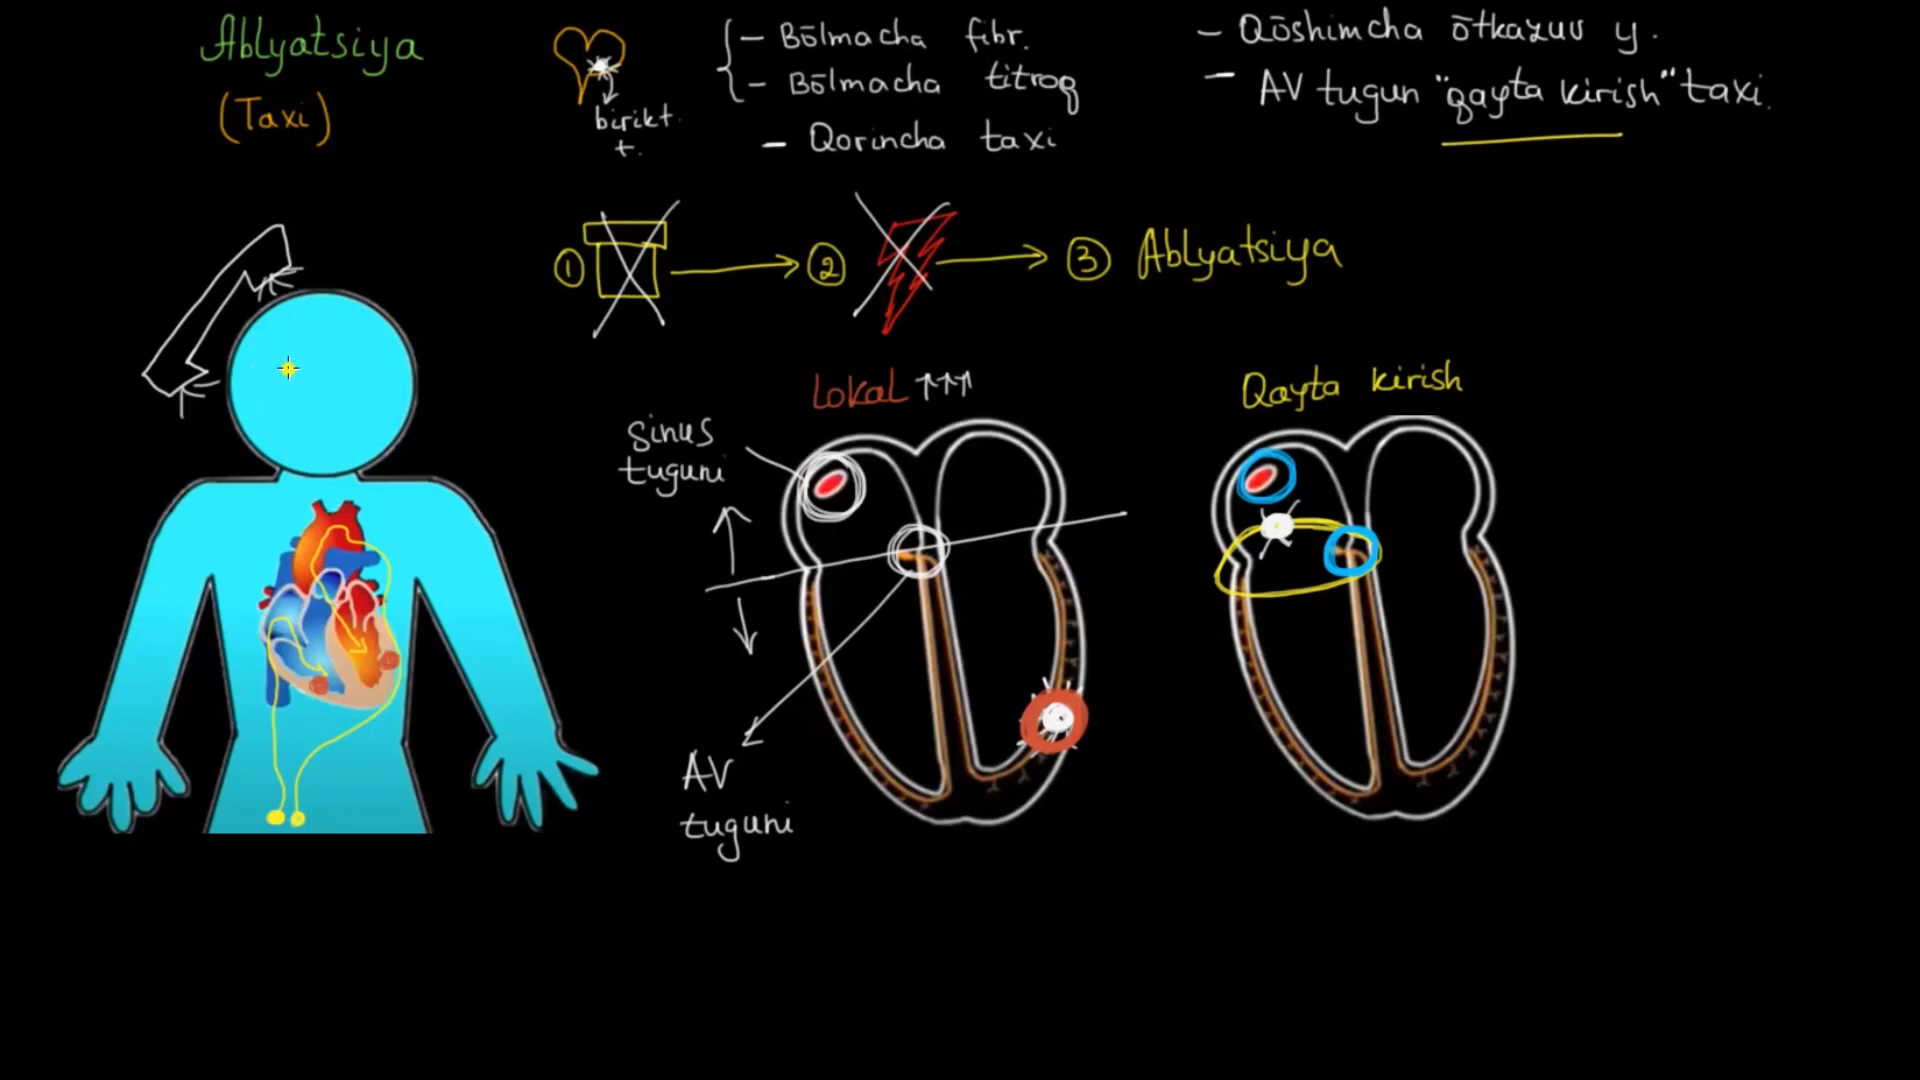 Ablyatsiya
(Taxi)
birikt.
t.
- Bōlmacha fibr.
- Bōlmacha titroq
- Qorincha taxi
- Qōshimcha ōtkazuv y.
- AV tugun "qayta kirish" taxi.
① → ② → ③ Ablyatsiya
Lokal ↑↑↑
Sinus
tuguni
AV
tuguni
Qayta kirish